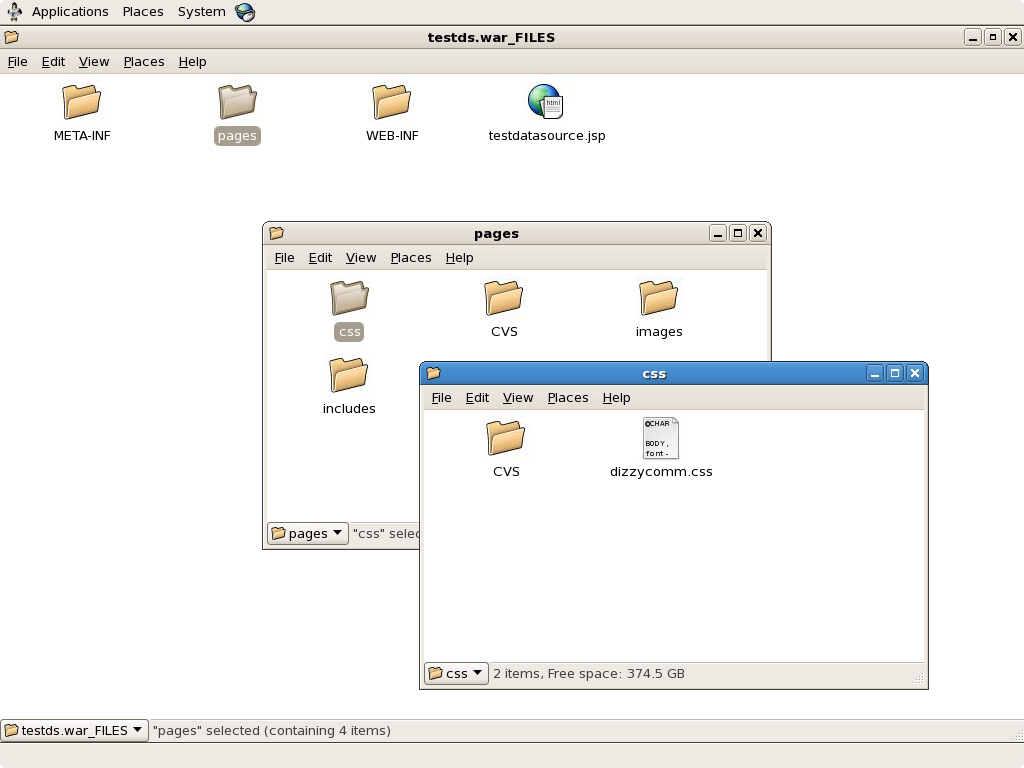 Applications Places System
testds.war_FILES
File Edit View Places Help
META-INF pages WEB-INF testdatasource.jsp
html
pages
File Edit View Places Help
css CVS images
includes
pages "css" selec
css
File Edit View Places Help
@CHAR
BODY,
font-
CVS dizzycomm.css
css 2 items, Free space: 374.5 GB
testds.war_FILES "pages" selected (containing 4 items)